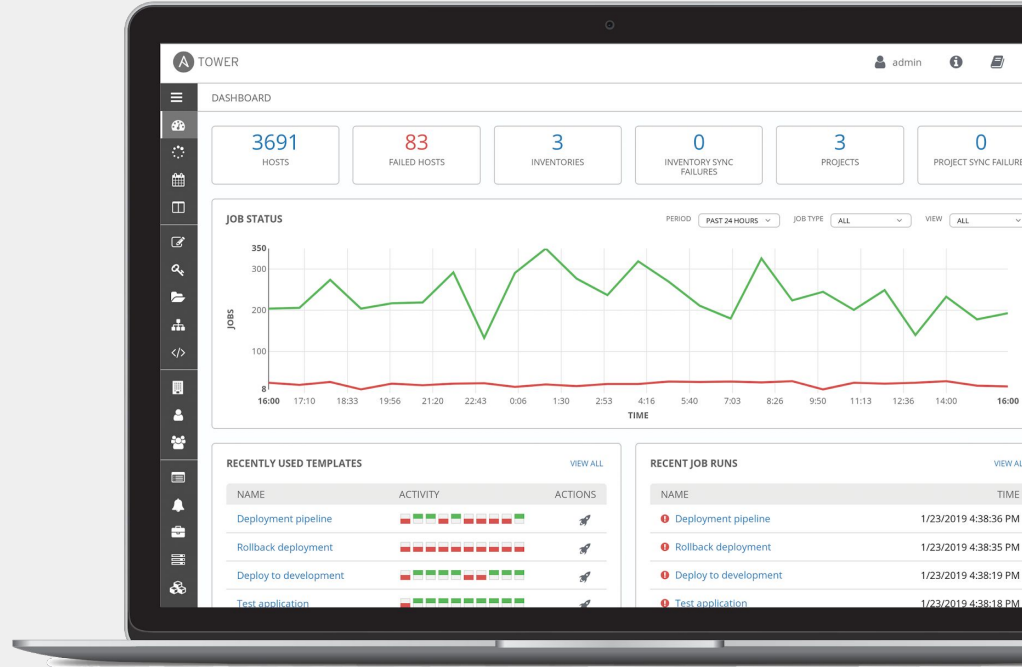 A TOWER
admin
DASHBOARD
3691
HOSTS
83
FAILED HOSTS
3
INVENTORIES
0
INVENTORY SYNC
FAILURES
3
PROJECTS
0
PROJECT SYNC FAILURE
JOB STATUS
PERIOD PAST 24 HOURS JOB TYPE ALL VIEW ALL
350
300
200
100
8
JOBS
16:00 17:10 18:33 19:56 21:20 22:43 0:06 1:30 2:53 4:16 5:40 7:03 8:26 9:50 11:13 12:36 14:00 16:00
TIME
RECENTLY USED TEMPLATES VIEW ALL
NAME ACTIVITY ACTIONS
Deployment pipeline
Rollback deployment
Deploy to development
Test application
RECENT JOB RUNS VIEW AL
NAME TIME
Deployment pipeline 1/23/2019 4:38:36 PM
Rollback deployment 1/23/2019 4:38:35 PM
Deploy to development 1/23/2019 4:38:19 PM
Test application 1/23/2019 4:38:18 PM